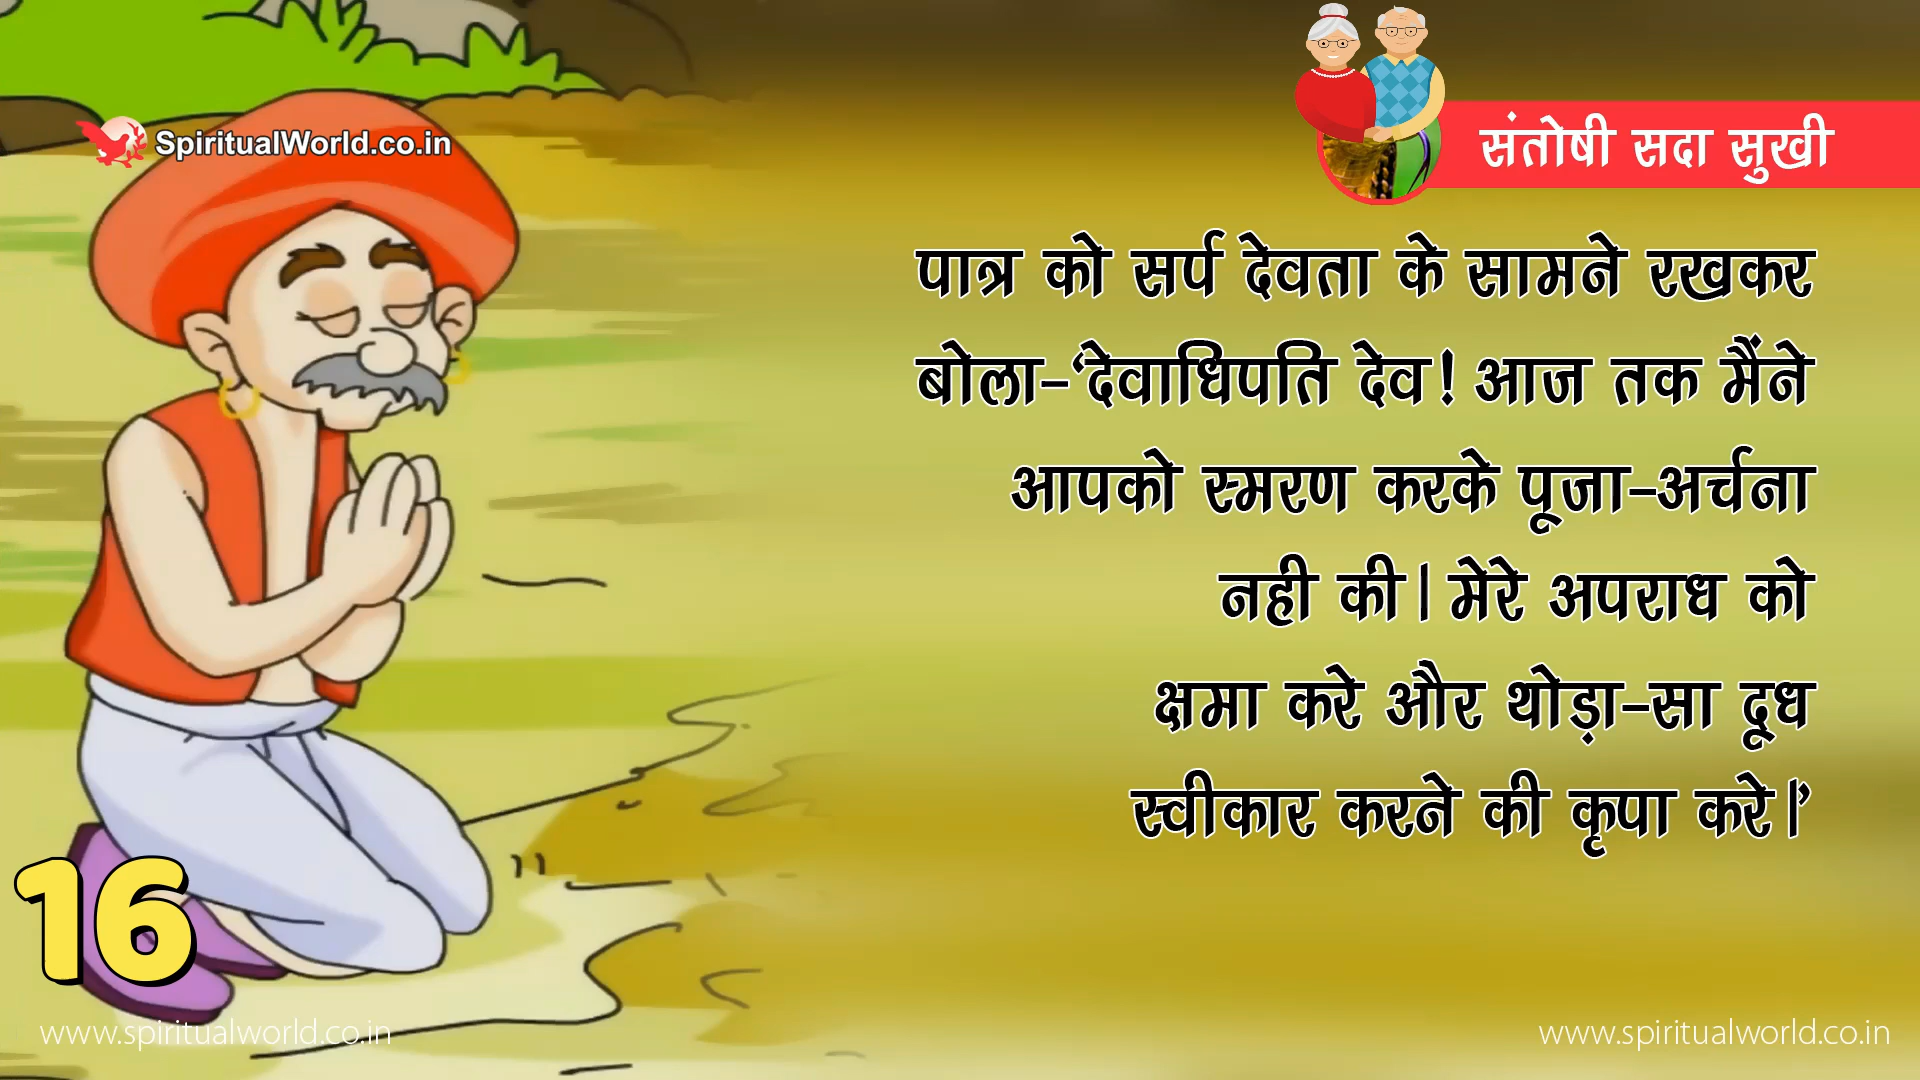 SpiritualWorld.co.in
संतोषी सदा सुखी
पात्र को सर्प देवता के सामने रखकर
बोला-‘देवाधिपति देव! आज तक मैंने
आपको स्मरण करके पूजा-अर्चना
नही की। मेरे अपराध को
क्षमा करे और थोड़ा-सा दूध
स्वीकार करने की कृपा करे।’
16
www.spiritualworld.co.in
www.spiritualworld.co.in